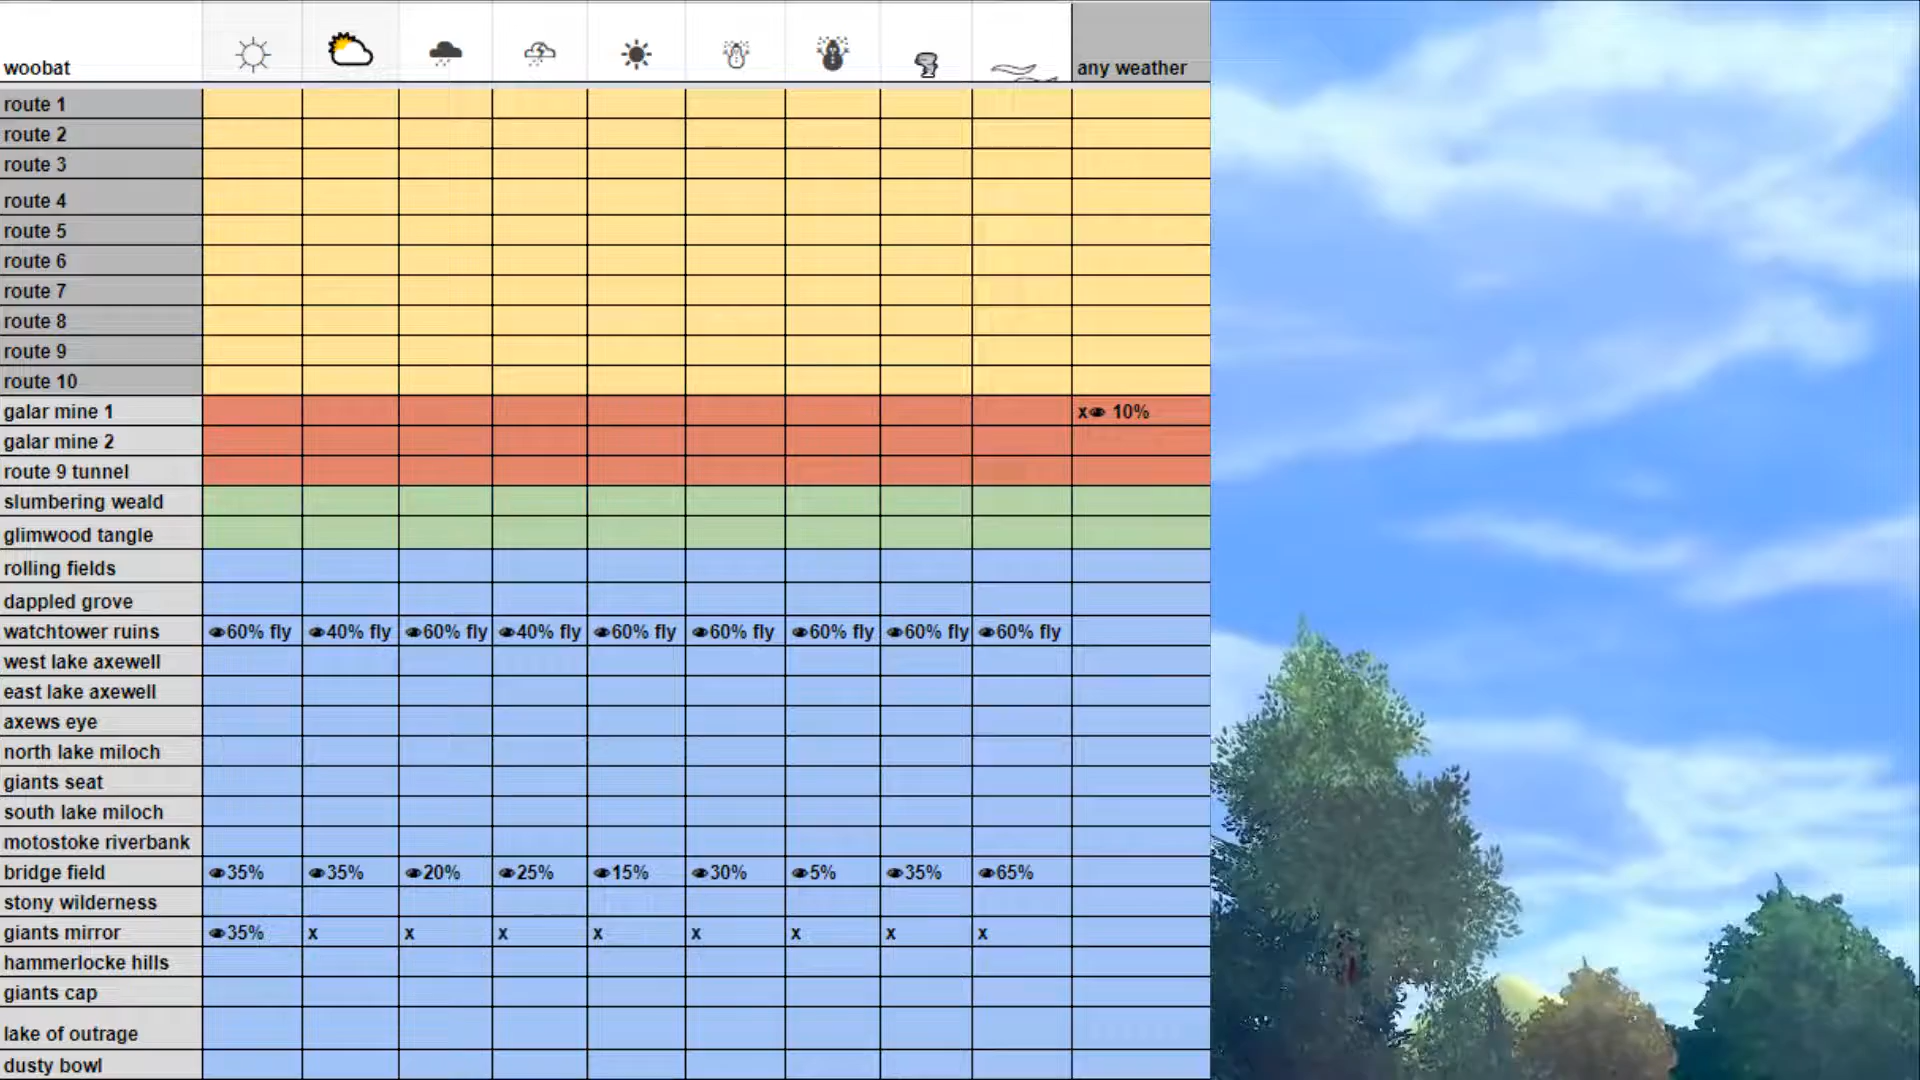 woobat any weather
route 1
route 2
route 3
route 4
route 5
route 6
route 7
route 8
route 9
route 10
galar mine 1 x 10%
galar mine 2
route 9 tunnel
slumbering weald
glimwood tangle
rolling fields
dappled grove
watchtower ruins 60% fly 40% fly 60% fly 40% fly 60% fly 60% fly 60% fly 60% fly 60% fly
west lake axewell
east lake axewell
axews eye
north lake miloch
giants seat
south lake miloch
motostoke riverbank
bridge field 35% 35% 20% 25% 15% 30% 5% 35% 65%
stony wilderness
giants mirror 35% x x x x x x x x
hammerlocke hills
giants cap
lake of outrage
dusty bowl